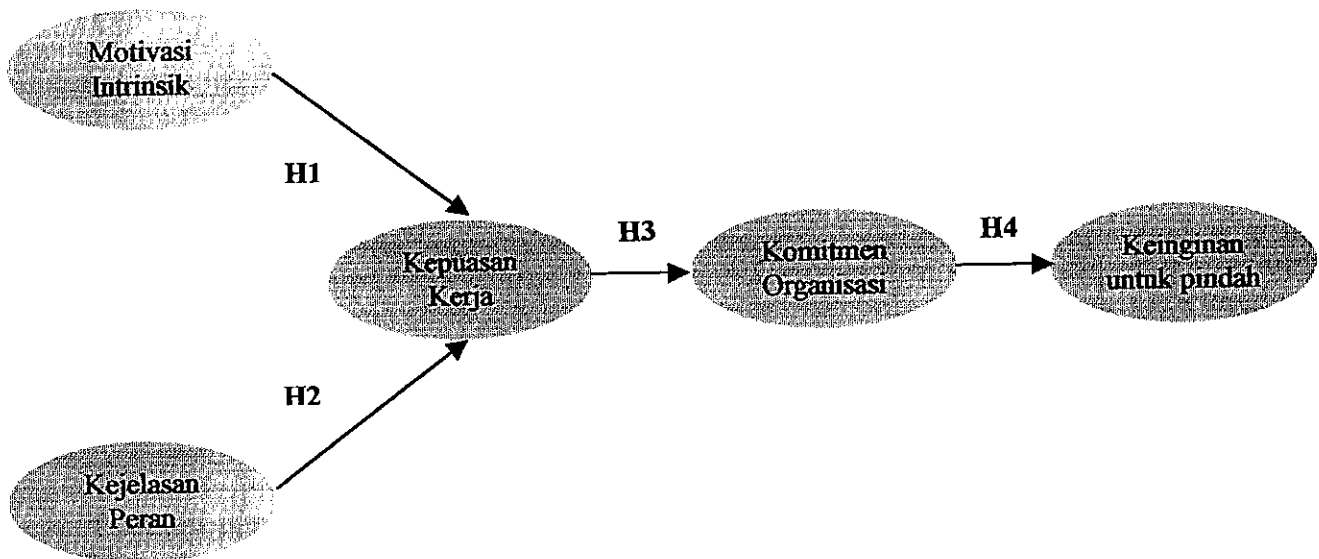 Motivasi
Intrinsik
H1
H3
H4
Kepuasan
Kerja
Komitmen
Organisasi
Keinginan
untuk pindah
H2
Kejelasan
Peran